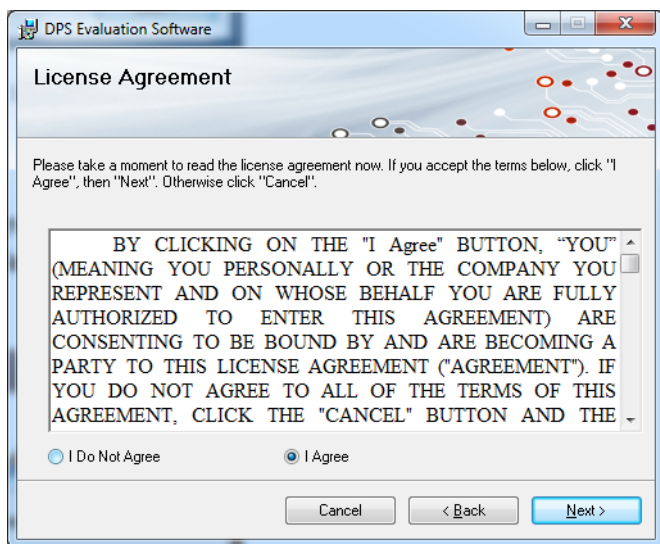 DPS Evaluation Software
License Agreement
Please take a moment to read the license agreement now. If you accept the terms below, click "I
Agree", then "Next". Otherwise click "Cancel".
BY CLICKING ON THE "I Agree" BUTTON, “YOU”
(MEANING YOU PERSONALLY OR THE COMPANY YOU
REPRESENT AND ON WHOSE BEHALF YOU ARE FULLY
AUTHORIZED TO ENTER THIS AGREEMENT) ARE
CONSENTING TO BE BOUND BY AND ARE BECOMING A
PARTY TO THIS LICENSE AGREEMENT ("AGREEMENT"). IF
YOU DO NOT AGREE TO ALL OF THE TERMS OF THIS
AGREEMENT, CLICK THE "CANCEL" BUTTON AND THE
I Do Not Agree
I Agree
Cancel
< Back
Next >